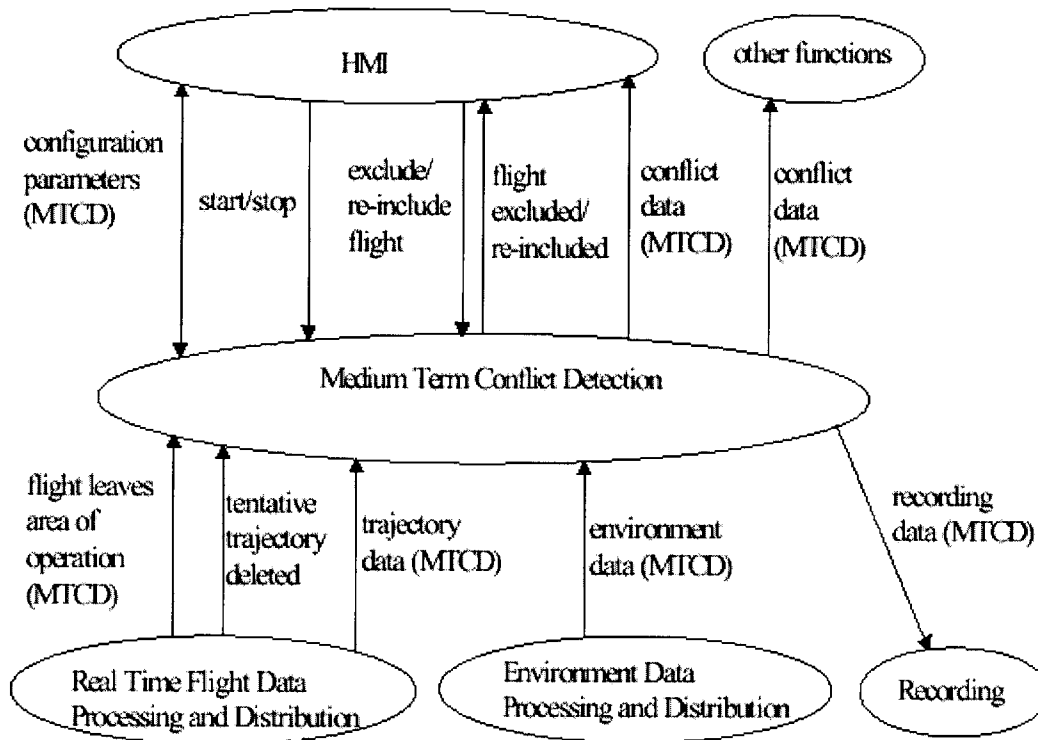 HMI
other functions
configuration
parameters
(MTCD)
start/stop
exclude/
re-include
flight
flight
excluded/
re-included
conflict
data
(MTCD)
conflict
data
(MTCD)
Medium Term Conflict Detection
flight leaves
area of
operation
(MTCD)
tentative
trajectory
deleted
trajectory
data (MTCD)
environment
data (MTCD)
recording
data (MTCD)
Real Time Flight Data
Processing and Distribution
Environment Data
Processing and Distribution
Recording